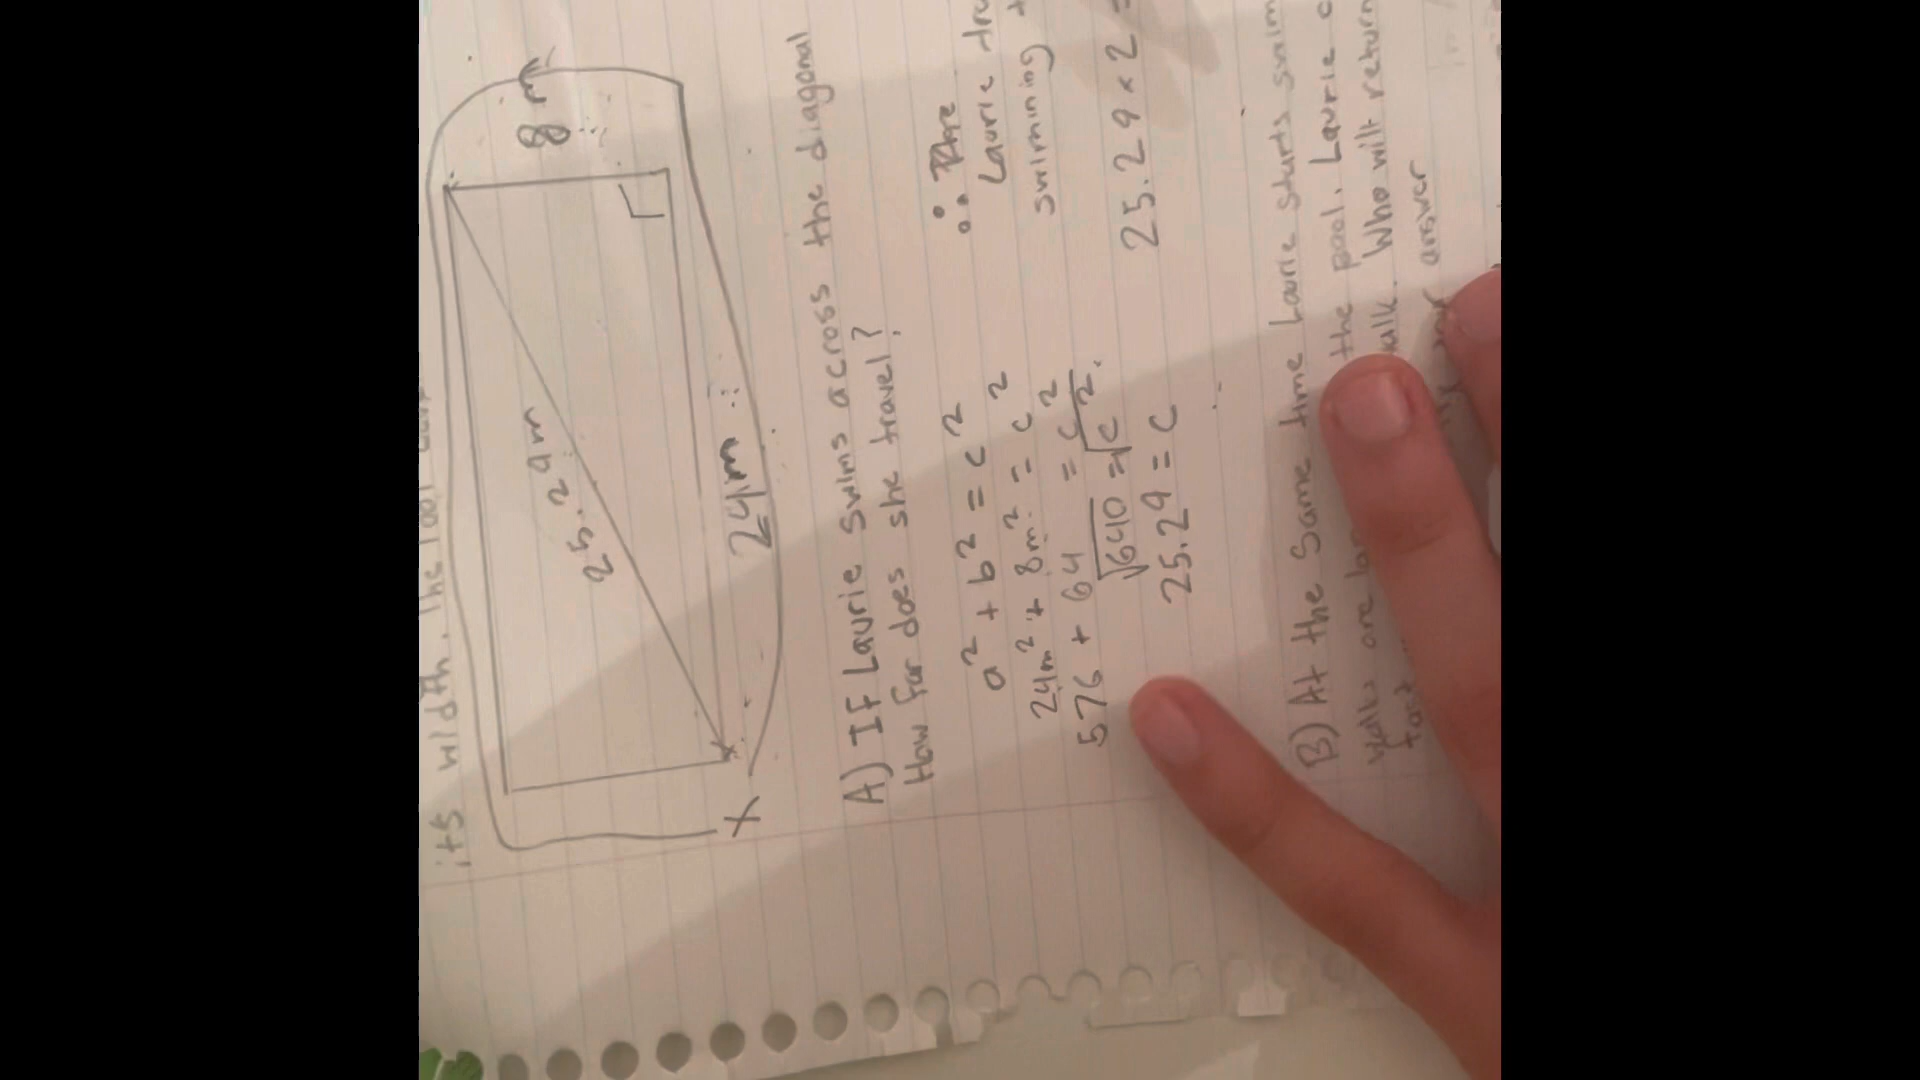 its width. The
8m
25.29m
24m
X
A) If Laurie swims across the diagonal
How far does she travel?
a² + b² = c²
24m² + 8m² = c²
576 + 64 = c²
√640 = √c²
25.29 = c
∴ The
Laurie
swimming
25.29 x 2 =
B) At the same time Laurie starts swim
the pool. Laurie c
walk. Who will return
answer